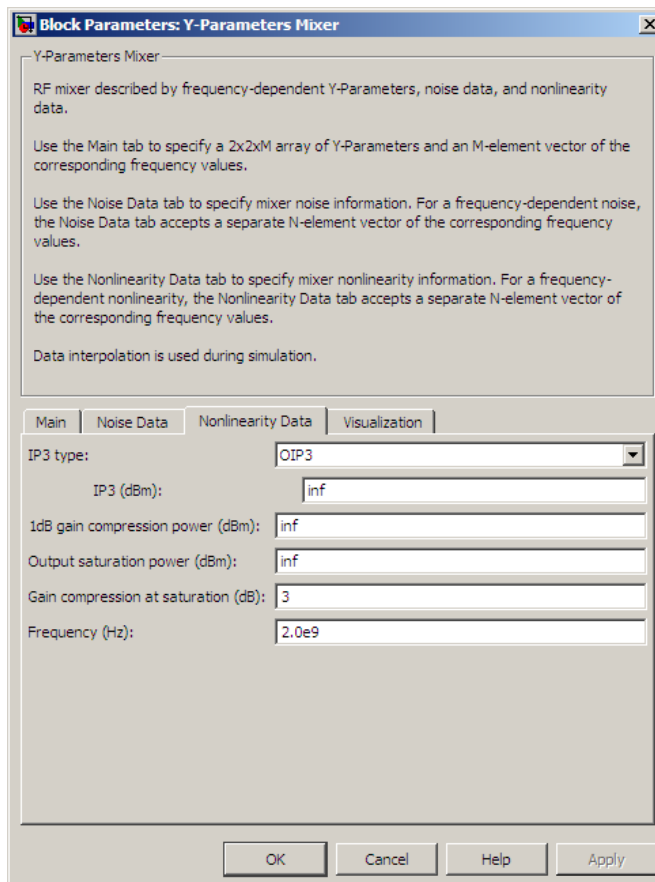 Block Parameters: Y-Parameters Mixer
Y-Parameters Mixer
RF mixer described by frequency-dependent Y-Parameters, noise data, and nonlinearity
data.
Use the Main tab to specify a 2x2xM array of Y-Parameters and an M-element vector of the
corresponding frequency values.
Use the Noise Data tab to specify mixer noise information. For a frequency-dependent noise,
the Noise Data tab accepts a separate N-element vector of the corresponding frequency
values.
Use the Nonlinearity Data tab to specify mixer nonlinearity information. For a frequency-
dependent nonlinearity, the Nonlinearity Data tab accepts a separate N-element vector of
the corresponding frequency values.
Data interpolation is used during simulation.
Main Noise Data Nonlinearity Data Visualization
IP3 type: OIP3
IP3 (dBm): inf
1dB gain compression power (dBm): inf
Output saturation power (dBm): inf
Gain compression at saturation (dB): 3
Frequency (Hz): 2.0e9
OK Cancel Help Apply